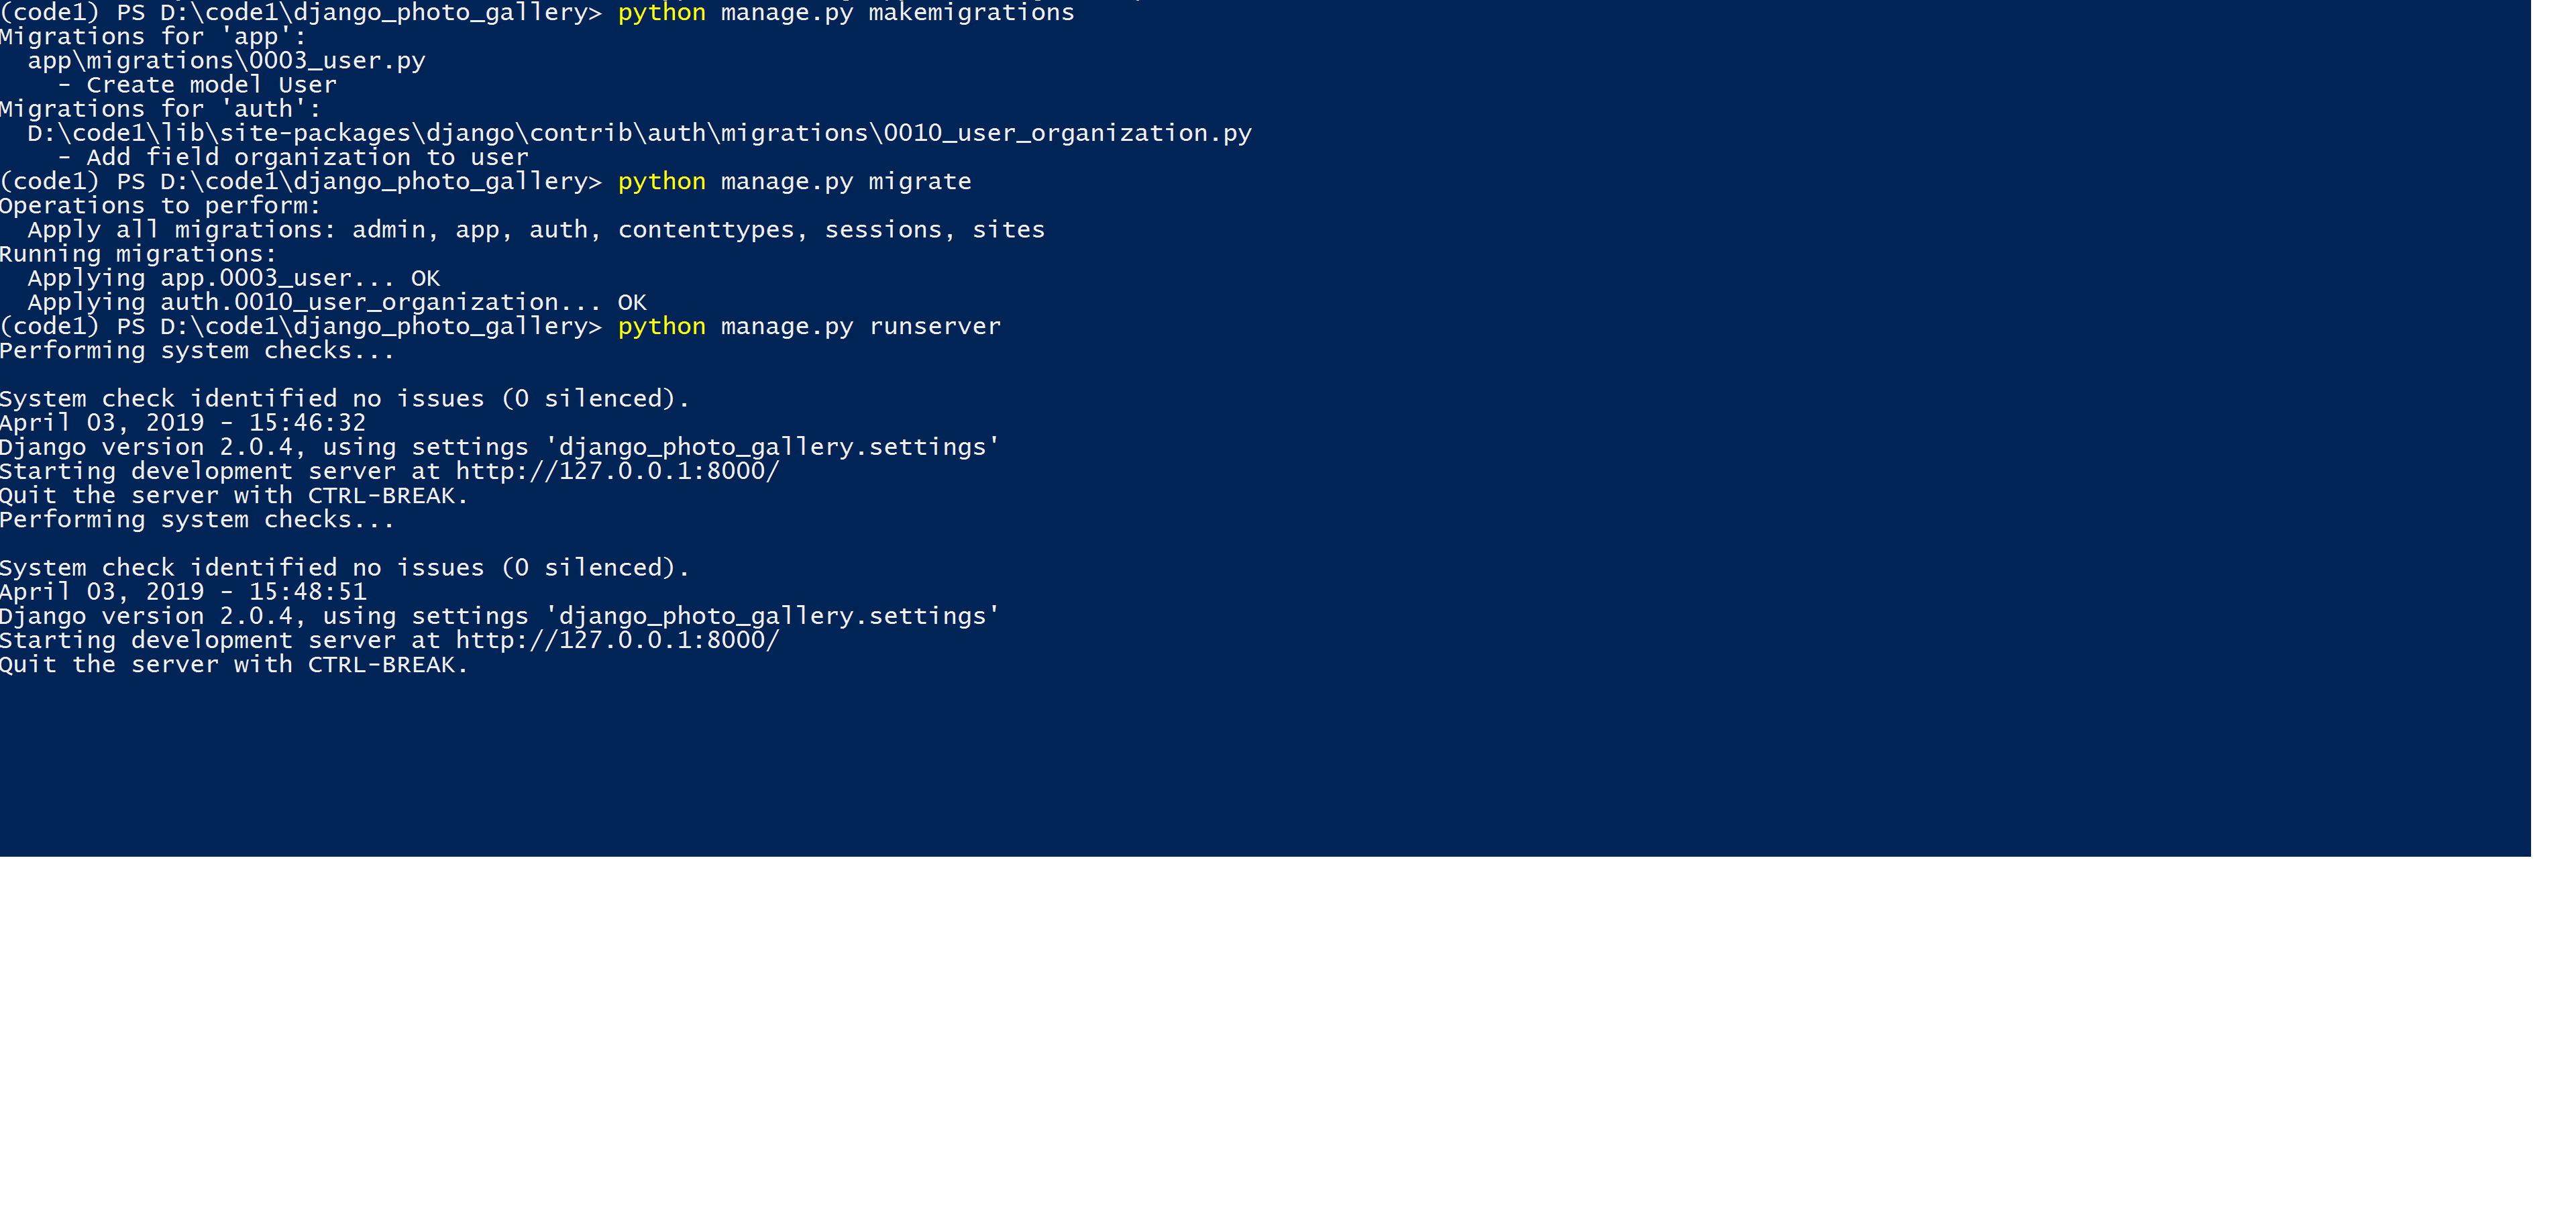 (code1) PS D:\code1\django_photo_gallery> python manage.py makemigrations
Migrations for 'app':
  app\migrations\0003_user.py
    - Create model User
Migrations for 'auth':
  D:\code1\lib\site-packages\django\contrib\auth\migrations\0010_user_organization.py
    - Add field organization to user
(code1) PS D:\code1\django_photo_gallery> python manage.py migrate
Operations to perform:
  Apply all migrations: admin, app, auth, contenttypes, sessions, sites
Running migrations:
  Applying app.0003_user... OK
  Applying auth.0010_user_organization... OK
(code1) PS D:\code1\django_photo_gallery> python manage.py runserver
Performing system checks...

System check identified no issues (0 silenced).
April 03, 2019 - 15:46:32
Django version 2.0.4, using settings 'django_photo_gallery.settings'
Starting development server at http://127.0.0.1:8000/
Quit the server with CTRL-BREAK.
Performing system checks...

System check identified no issues (0 silenced).
April 03, 2019 - 15:48:51
Django version 2.0.4, using settings 'django_photo_gallery.settings'
Starting development server at http://127.0.0.1:8000/
Quit the server with CTRL-BREAK.